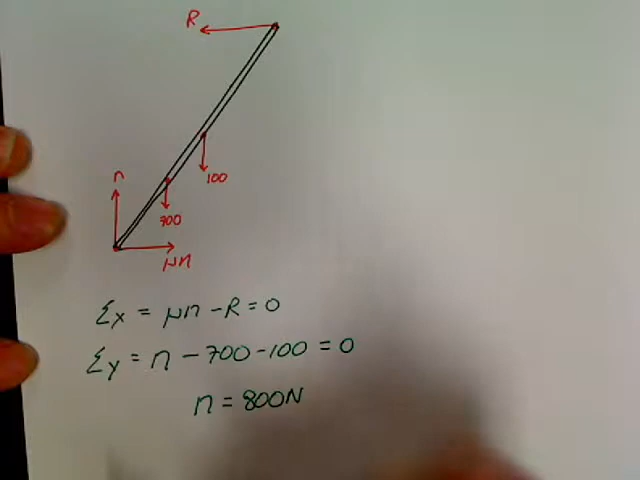 R
n
100
700
μn
Σx = μn - R = 0
Σy = n - 700 - 100 = 0
n = 800N